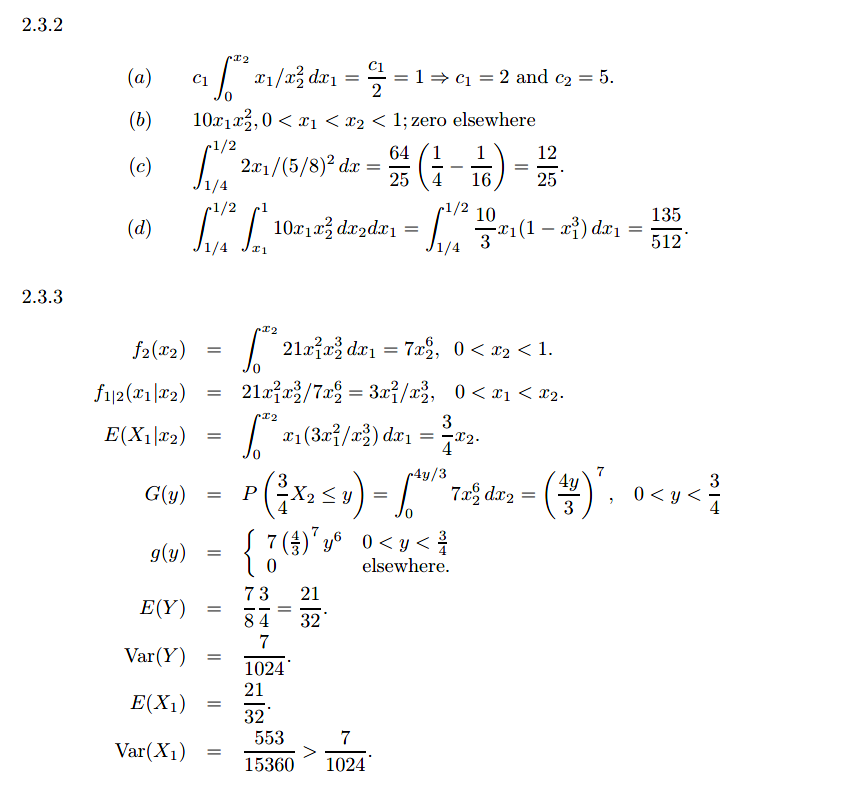 2.3.2
(a) c₁ ∫₀^{x₂} x₁/x₂² dx₁ = c₁/2 = 1 ⇒ c₁ = 2 and c₂ = 5.
(b) 10x₁x₂², 0 < x₁ < x₂ < 1; zero elsewhere
(c) ∫_{1/4}^{1/2} 2x₁/(5/8)² dx = 64/25 (1/4 − 1/16) = 12/25.
(d) ∫_{1/4}^{1/2} ∫_{x₁}^{1} 10x₁x₂² dx₂dx₁ = ∫_{1/4}^{1/2} 10/3 x₁(1 − x₁³) dx₁ = 135/512.
2.3.3
f₂(x₂) = ∫₀^{x₂} 21x₁²x₂³ dx₁ = 7x₂⁶, 0 < x₂ < 1.
f_{1|2}(x₁|x₂) = 21x₁²x₂³/7x₂⁶ = 3x₁²/x₂³, 0 < x₁ < x₂.
E(X₁|x₂) = ∫₀^{x₂} x₁(3x₁²/x₂³) dx₁ = 3/4 x₂.
G(y) = P(3/4 X₂ ≤ y) = ∫₀^{4y/3} 7x₂⁶ dx₂ = (4y/3)⁷, 0 < y < 3/4
g(y) = { 7(4/3)⁷ y⁶ 0 < y < 3/4
0 elsewhere.
E(Y) = 7/8 3/4 = 21/32.
Var(Y) = 7/1024.
E(X₁) = 21/32.
Var(X₁) = 553/15360 > 7/1024.